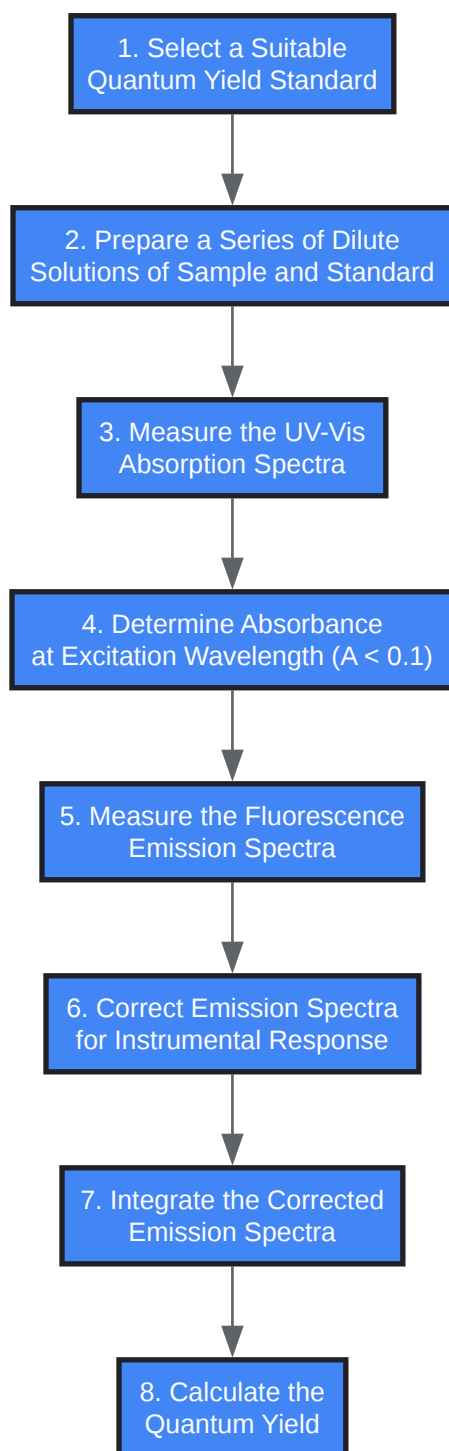 1. Select a Suitable
Quantum Yield Standard
2. Prepare a Series of Dilute
Solutions of Sample and Standard
3. Measure the UV-Vis
Absorption Spectra
4. Determine Absorbance
at Excitation Wavelength (A < 0.1)
5. Measure the Fluorescence
Emission Spectra
6. Correct Emission Spectra
for Instrumental Response
7. Integrate the Corrected
Emission Spectra
8. Calculate the
Quantum Yield